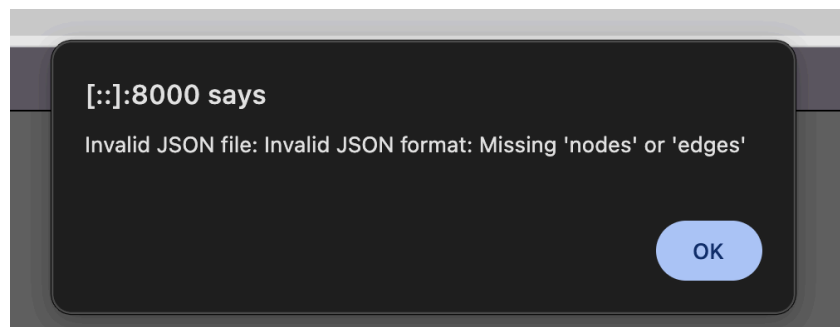 [::]:8000 says
Invalid JSON file: Invalid JSON format: Missing 'nodes' or 'edges'
OK